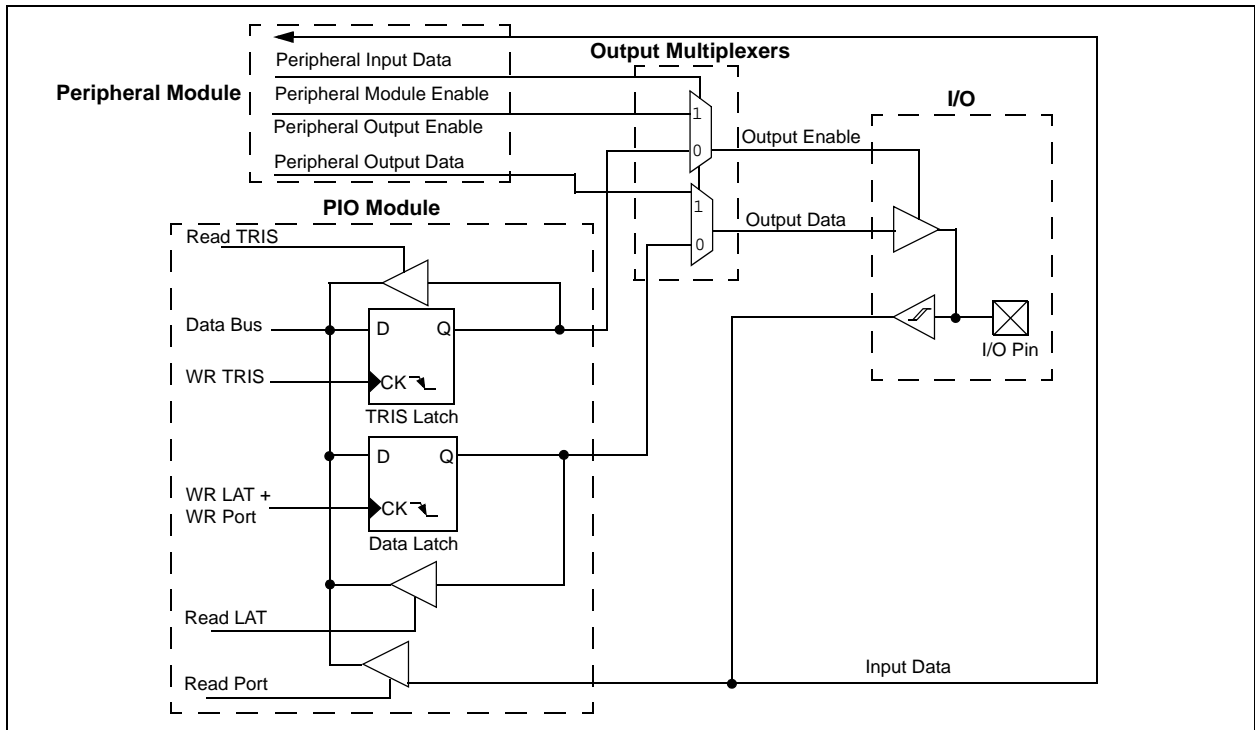 Output Multiplexers
Peripheral Module
Peripheral Input Data
Peripheral Module Enable
Peripheral Output Enable
Peripheral Output Data
I/O
1
0
Output Enable
1
0
Output Data
I/O Pin
PIO Module
Read TRIS
Data Bus
D Q
WR TRIS
CK
TRIS Latch
D Q
WR LAT +
WR Port
CK
Data Latch
Read LAT
Read Port
Input Data